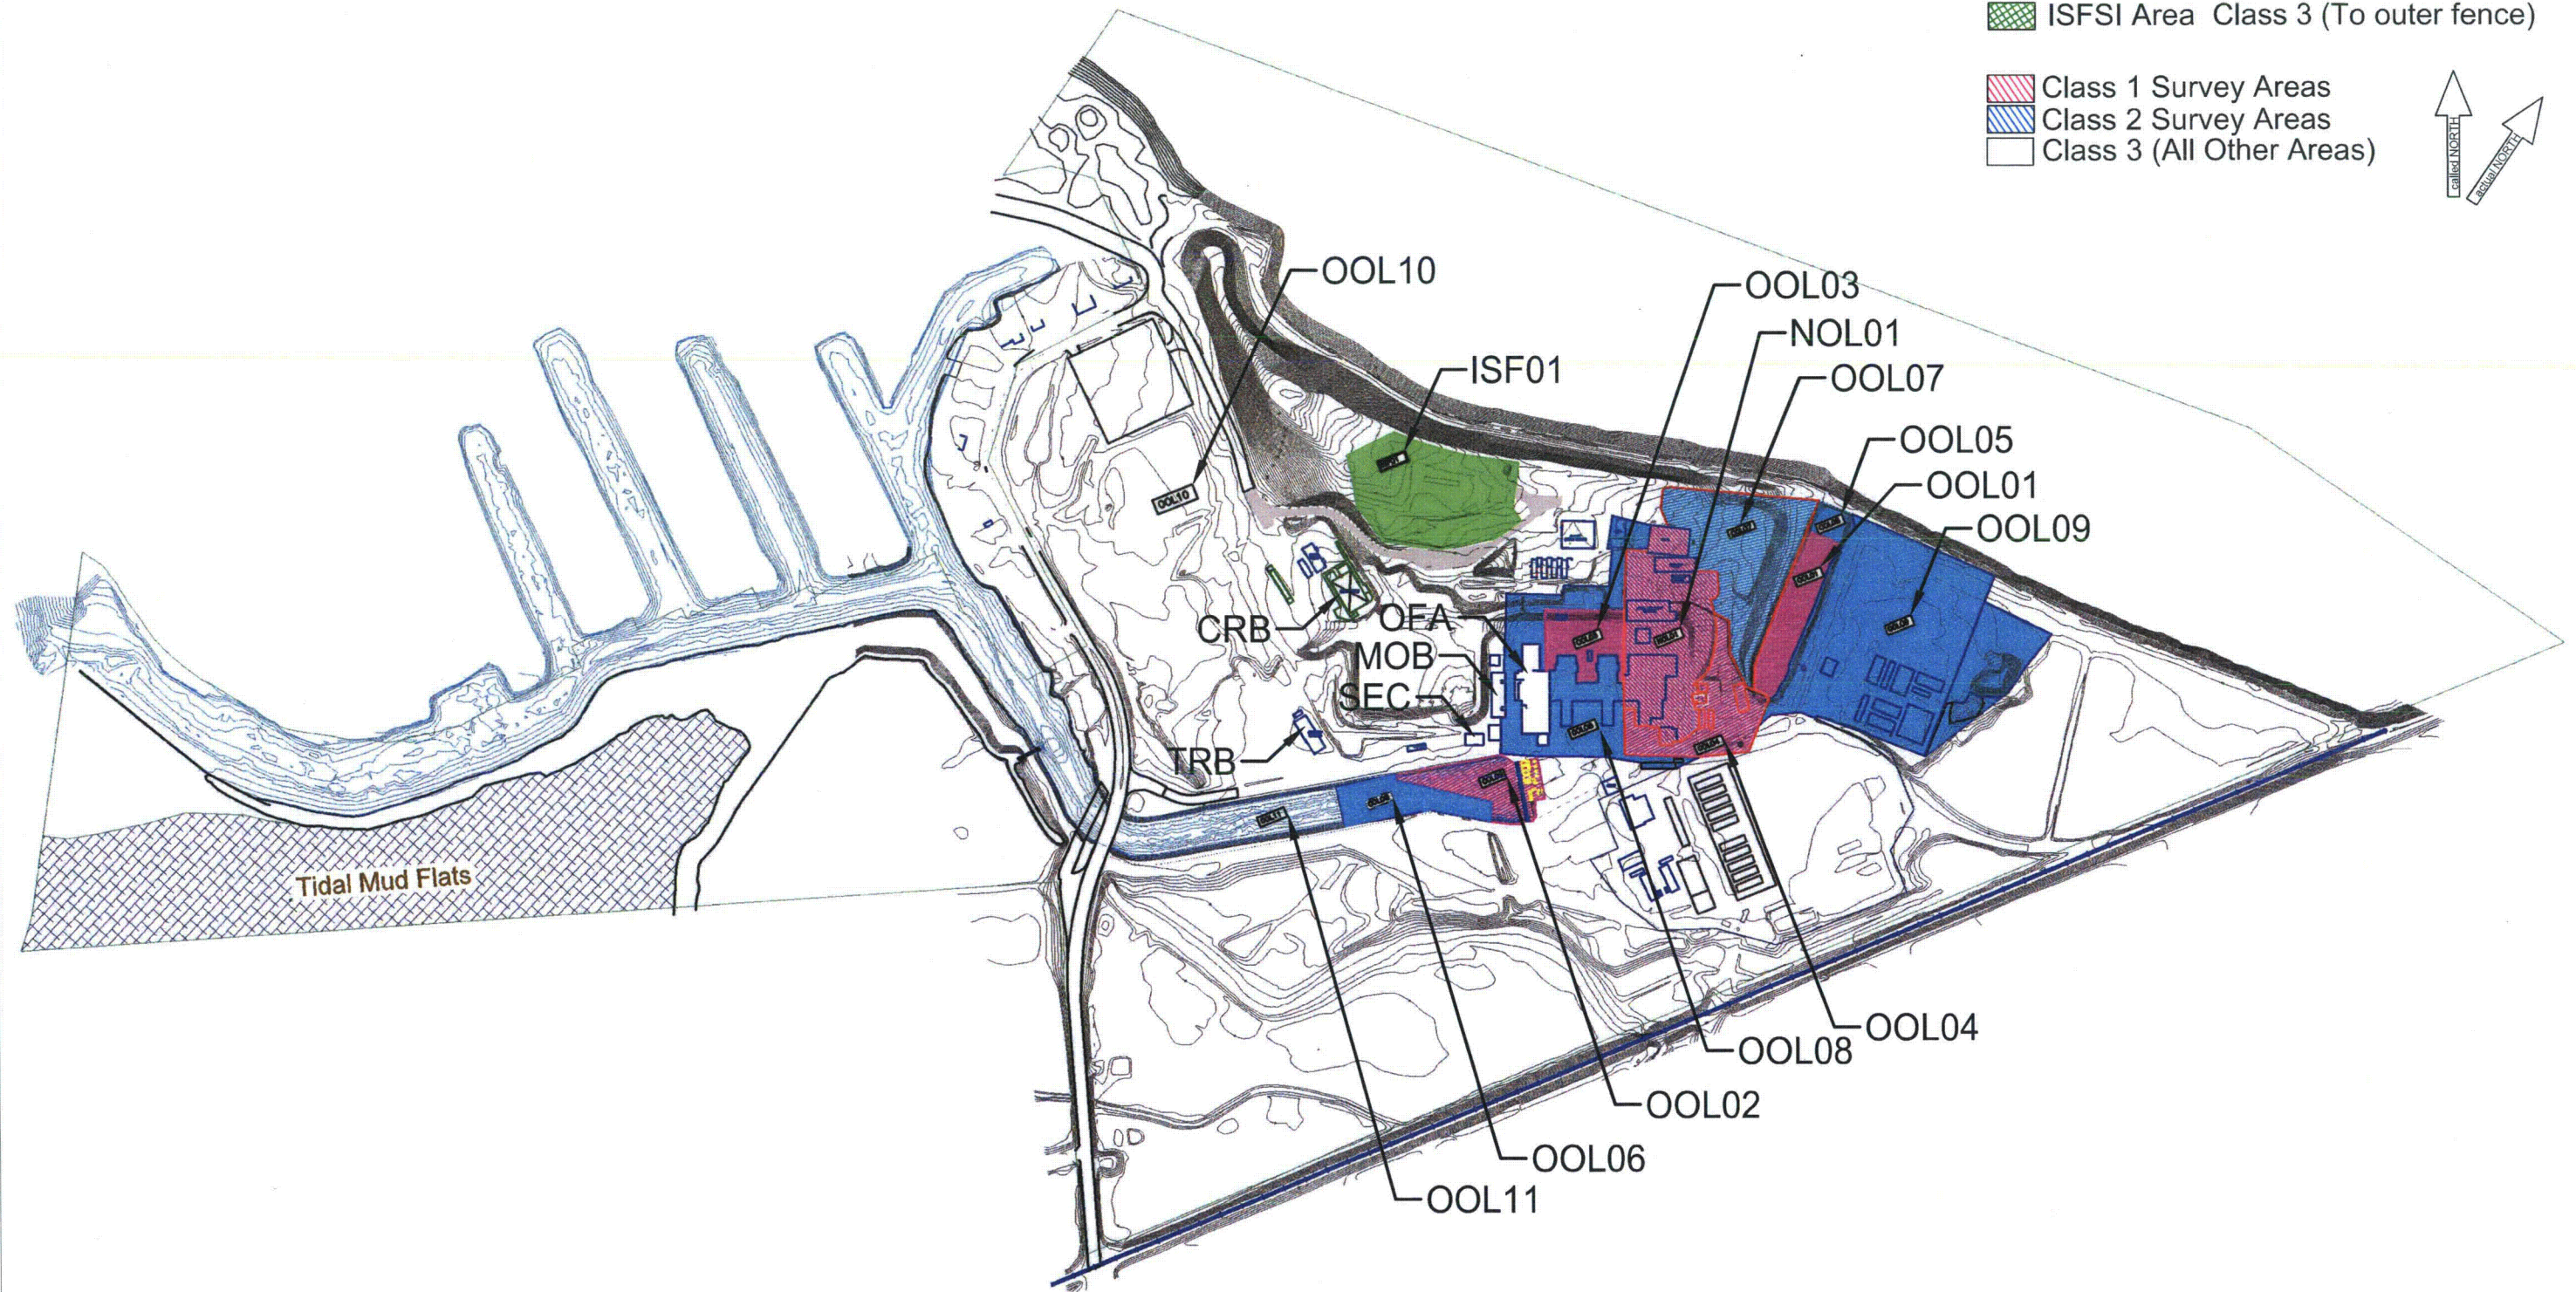 ISFSI Area Class 3 (To outer fence)
Class 1 Survey Areas
Class 2 Survey Areas
Class 3 (All Other Areas)
called NORTH
actual NORTH
OOL10
OOL03
NOL01
ISF01
OOL07
OOL05
OOL01
OOL09
OOL10
CRB
OFA
MOB
SEC
TRB
OOL11
Tidal Mud Flats
OOL04
OOL08
OOL02
OOL06
OOL11